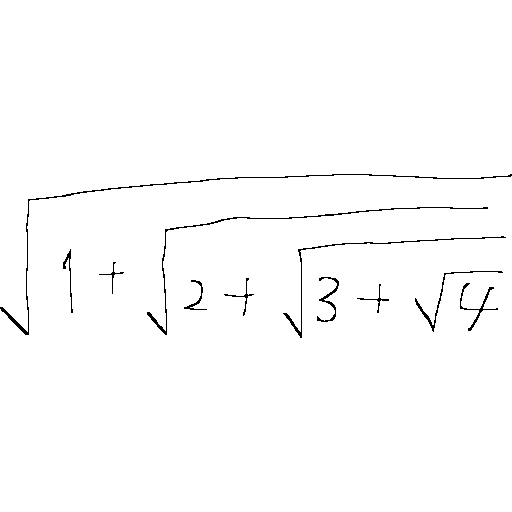 √(1 + √(2 + √(3 + √4)))